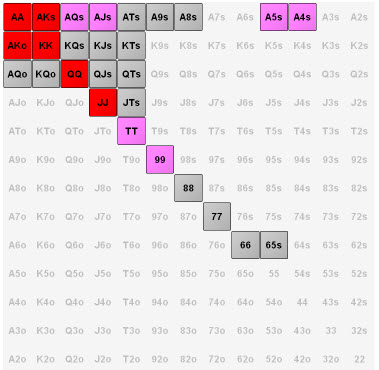 AA AKs AQs AJs ATs A9s A8s A7s A6s A5s A4s A3s A2s
AKo KK KQs KJs KTs K9s K8s K7s K6s K5s K4s K3s K2s
AQo KQo QQ QJs QTs Q9s Q8s Q7s Q6s Q5s Q4s Q3s Q2s
AJo KJo QJo JJ JTs J9s J8s J7s J6s J5s J4s J3s J2s
ATo KTo QTo JTo TT T9s T8s T7s T6s T5s T4s T3s T2s
A9o K9o Q9o J9o T9o 99 98s 97s 96s 95s 94s 93s 92s
A8o K8o Q8o J8o T8o 98o 88 87s 86s 85s 84s 83s 82s
A7o K7o Q7o J7o T7o 97o 87o 77 76s 75s 74s 73s 72s
A6o K6o Q6o J6o T6o 96o 86o 76o 66 65s 64s 63s 62s
A5o K5o Q5o J5o T5o 95o 85o 75o 65o 55 54s 53s 52s
A4o K4o Q4o J4o T4o 94o 84o 74o 64o 54o 44 43s 42s
A3o K3o Q3o J3o T3o 93o 83o 73o 63o 53o 43o 33 32s
A2o K2o Q2o J2o T2o 92o 82o 72o 62o 52o 42o 32o 22